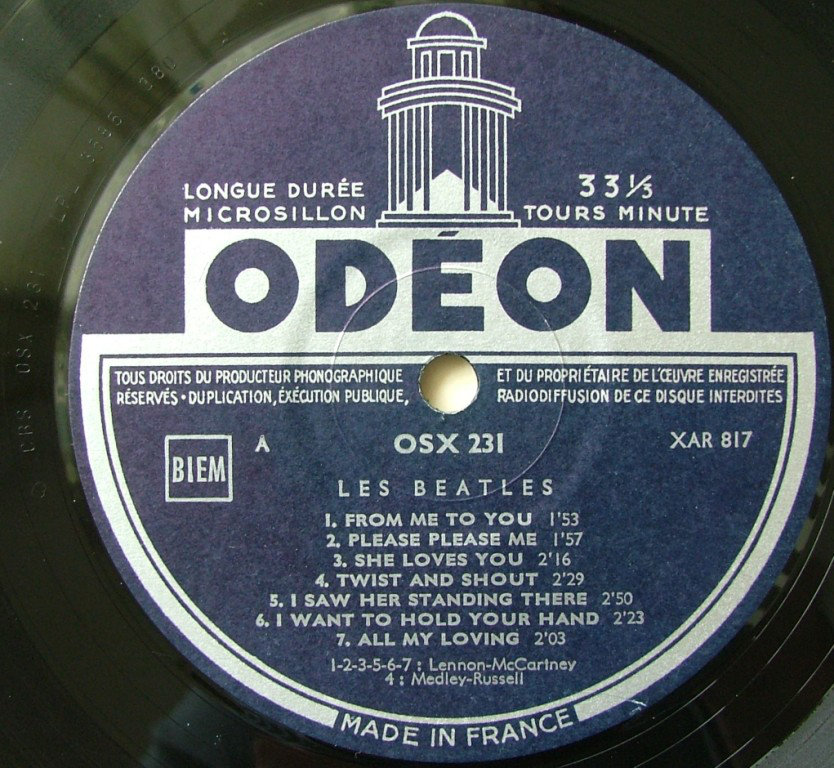 LONGUE DURÉE
MICROSILLON
33⅓
TOURS MINUTE
ODÉON
TOUS DROITS DU PRODUCTEUR PHONOGRAPHIQUE ET DU PROPRIÉTAIRE DE L'ŒUVRE ENREGISTRÉE
RÉSERVÉS • DUPLICATION, ÉXÉCUTION PUBLIQUE, RADIODIFFUSION DE CE DISQUE INTERDITES
BIEM A OSX 231 XAR 817
LES BEATLES
1. FROM ME TO YOU 1'53
2. PLEASE PLEASE ME 1'57
3. SHE LOVES YOU 2'16
4. TWIST AND SHOUT 2'29
5. I SAW HER STANDING THERE 2'50
6. I WANT TO HOLD YOUR HAND 2'23
7. ALL MY LOVING 2'03
1-2-3-5-6-7 : Lennon-McCartney
4 : Medley-Russell
MADE IN FRANCE
OSX 231